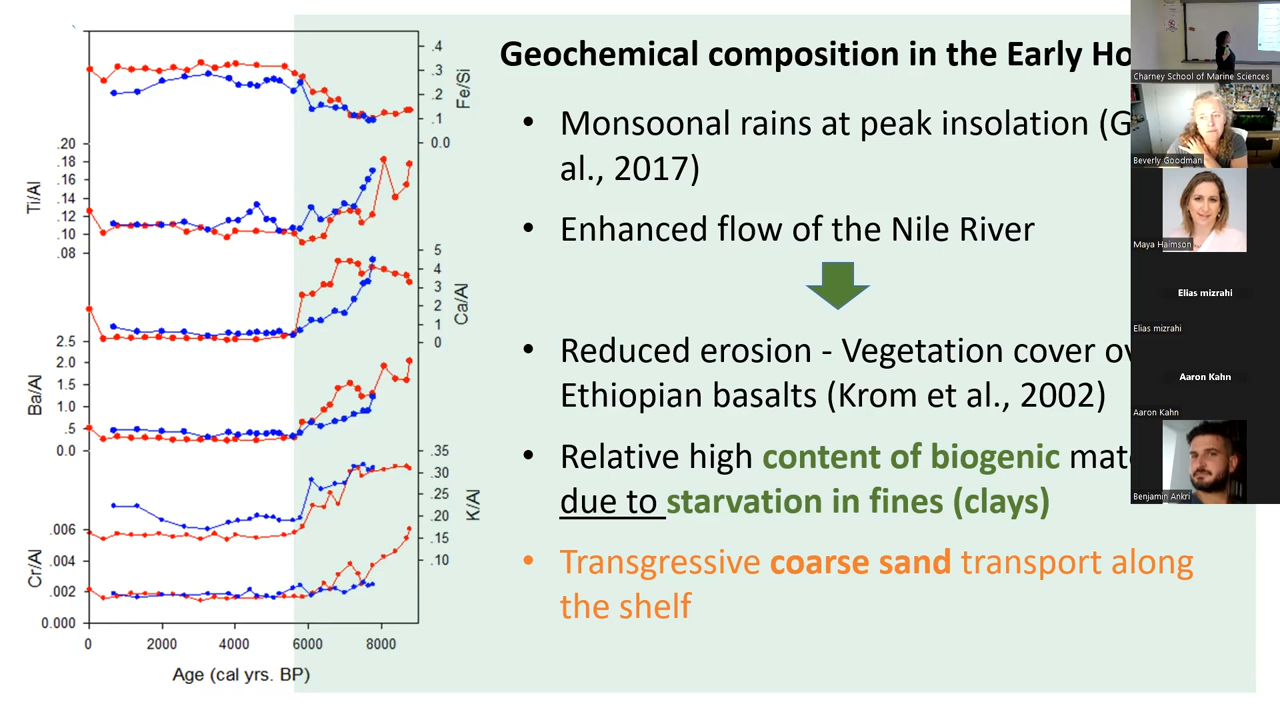 Geochemical composition in the Early Ho
• Monsoonal rains at peak insolation (G
al., 2017)
• Enhanced flow of the Nile River
• Reduced erosion - Vegetation cover ov
Ethiopian basalts (Krom et al., 2002)
• Relative high content of biogenic mat
due to starvation in fines (clays)
• Transgressive coarse sand transport along
the shelf
.4
.3
.2
.1
0.0
Fe/Si
.20
.18
.16
.14
.12
.10
.08
Ti/Al
5
4
3
2
1
0
Ca/Al
2.5
2.0
1.5
1.0
.5
0.0
Ba/Al
.35
.30
.25
.20
.15
.10
K/Al
.006
0.004
0.002
0.000
Cr/Al
0 2000 4000 6000 8000
Age (cal yrs. BP)
Charney School of Marine Sciences
Beverly Goodman
Maya Haimson
Elias mizrahi
Elias mizrahi
Aaron Kahn
Aaron Kahn
Benjamin Ankri